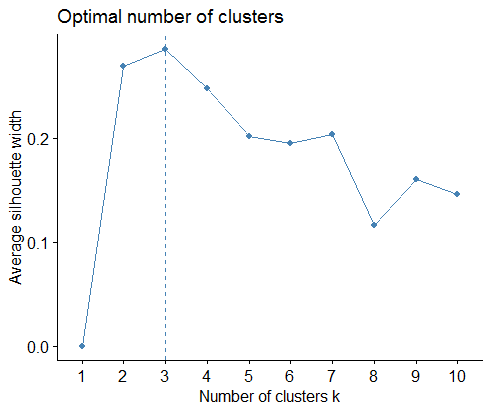 Optimal number of clusters
Average silhouette width
0.2
0.1
0.0
1 2 3 4 5 6 7 8 9 10
Number of clusters k